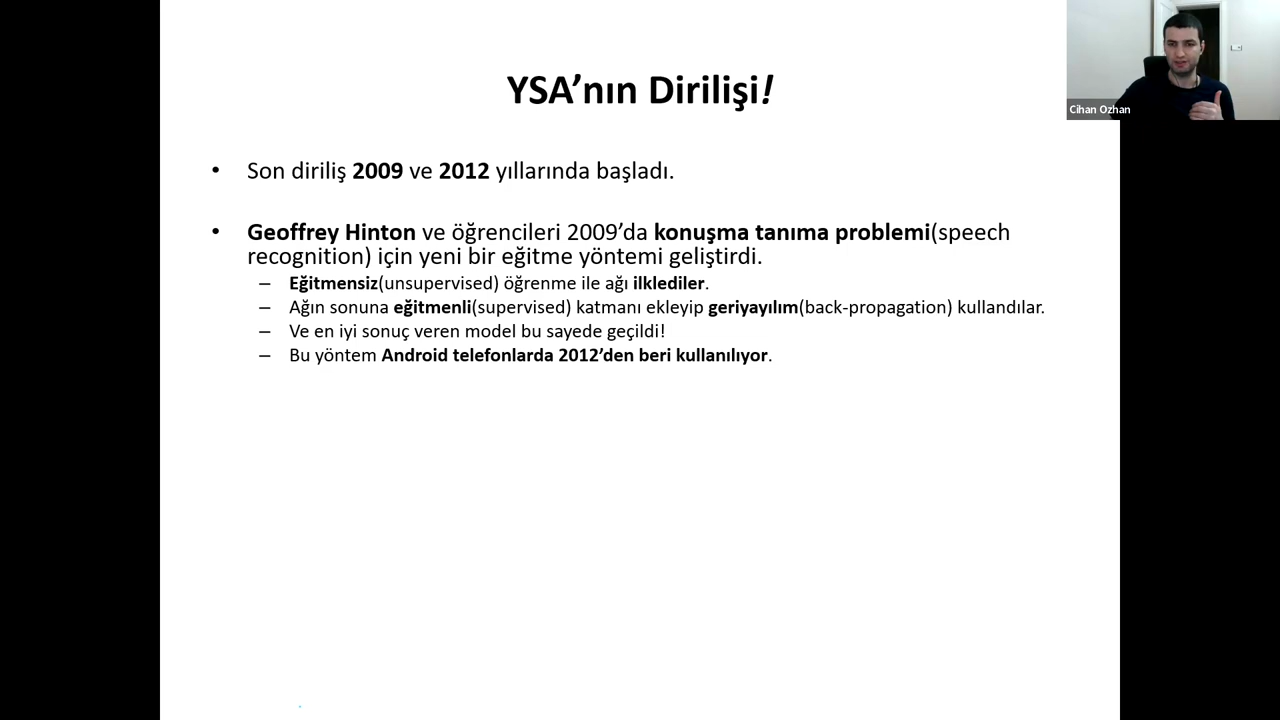 YSA’nın Dirilişi!
Cihan Ozhan
• Son diriliş 2009 ve 2012 yıllarında başladı.
• Geoffrey Hinton ve öğrencileri 2009’da konuşma tanıma problemi(speech
recognition) için yeni bir eğitme yöntemi geliştirdi.
– Eğitmensiz(unsupervised) öğrenme ile ağı ilklediler.
– Ağın sonuna eğitmenli(supervised) katmanı ekleyip geriyayılım(back-propagation) kullandılar.
– Ve en iyi sonuç veren model bu sayede geçildi!
– Bu yöntem Android telefonlarda 2012’den beri kullanılıyor.